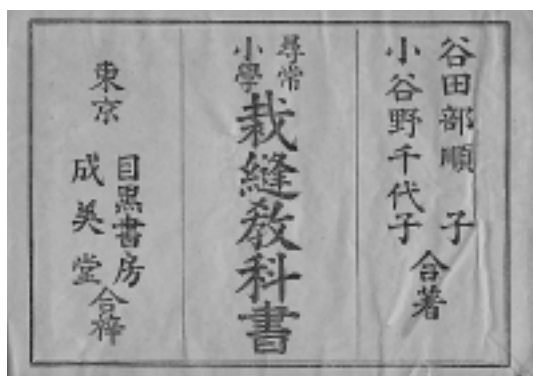 谷田部順子
小谷野千代子
合著
尋常
小學
裁縫教科書
東京
目黒書房
成美堂
合梓